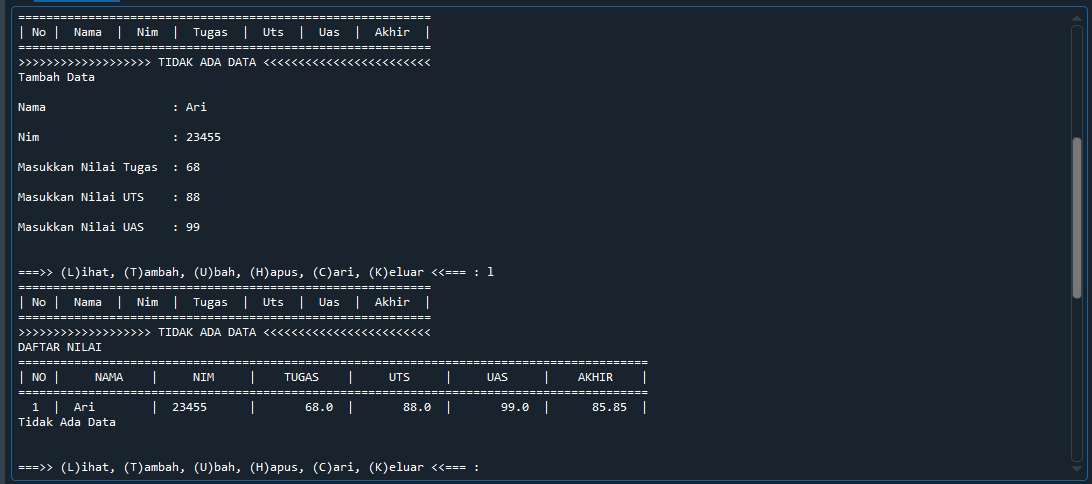 ===========================================================
| No |  Nama  |  Nim  |  Tugas  |  Uts  |  Uas  |  Akhir  |
===========================================================
>>>>>>>>>>>>>>>>>>> TIDAK ADA DATA <<<<<<<<<<<<<<<<<<<<<<<<
Tambah Data
Nama                  : Ari
Nim                   : 23455
Masukkan Nilai Tugas  : 68
Masukkan Nilai UTS    : 88
Masukkan Nilai UAS    : 99
===>> (L)ihat, (T)ambah, (U)bah, (H)apus, (C)ari, (K)eluar <<=== : l
===========================================================
| No |  Nama  |  Nim  |  Tugas  |  Uts  |  Uas  |  Akhir  |
===========================================================
>>>>>>>>>>>>>>>>>>> TIDAK ADA DATA <<<<<<<<<<<<<<<<<<<<<<<<
DAFTAR NILAI
==========================================================================================
| NO |     NAMA    |     NIM     |    TUGAS    |     UTS     |     UAS     |    AKHIR    |
==========================================================================================
  1  |  Ari        |  23455      |       68.0  |       88.0  |       99.0  |      85.85  |
Tidak Ada Data
===>> (L)ihat, (T)ambah, (U)bah, (H)apus, (C)ari, (K)eluar <<=== :